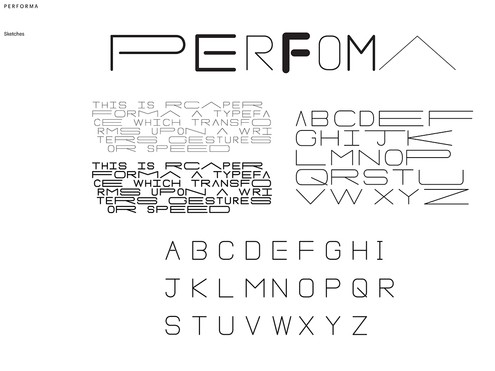 PERFORMA
Sketches
PERFOMA
THIS IS RCAPER
FORMA A TYPEFA
CE WHICH TRANSFO
RMS UPON A WRI
TERS GESTURES
OR SPEED
THIS IS RCAPER
FORMA A TYPEFA
CE WHICH TRANSFO
RMS UPON A WRI
TERS GESTURES
OR SPEED
ABCDEF
GHIJK
LMNOP
QRSTU
VWXYZ
ABCDEFGHI
JKLMNOPQR
STUVWXYZ